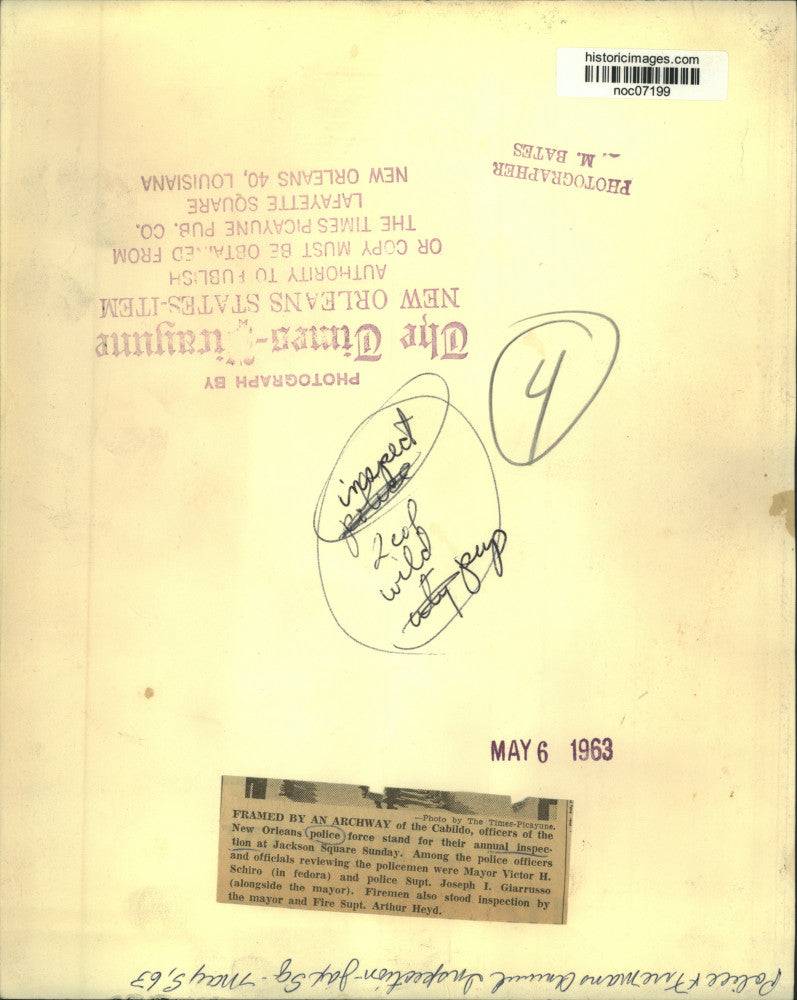 historicimages.com
noc07199
PHOTOGRAPHER
M. BATES
PHOTOGRAPH BY
The Times-Picayune
NEW ORLEANS STATES-ITEM
AUTHORITY TO PUBLISH
OR COPY MUST BE OBTAINED FROM
THE TIMES PICAYUNE PUB. CO.
LAFAYETTE SQUARE
NEW ORLEANS 40, LOUISIANA
4
inspect
police
2 col
wild
cty pup
MAY 6 1963
—Photo by The Times-Picayune.
FRAMED BY AN ARCHWAY of the Cabildo, officers of the
New Orleans police force stand for their annual inspec-
tion at Jackson Square Sunday. Among the police officers
and officials reviewing the policemen were Mayor Victor H.
Schiro (in fedora) and police Supt. Joseph I. Giarrusso
(alongside the mayor). Firemen also stood inspection by
the mayor and Fire Supt. Arthur Heyd.
Police & Firemans Annual Inspection - Jax Sq - May 5, 63